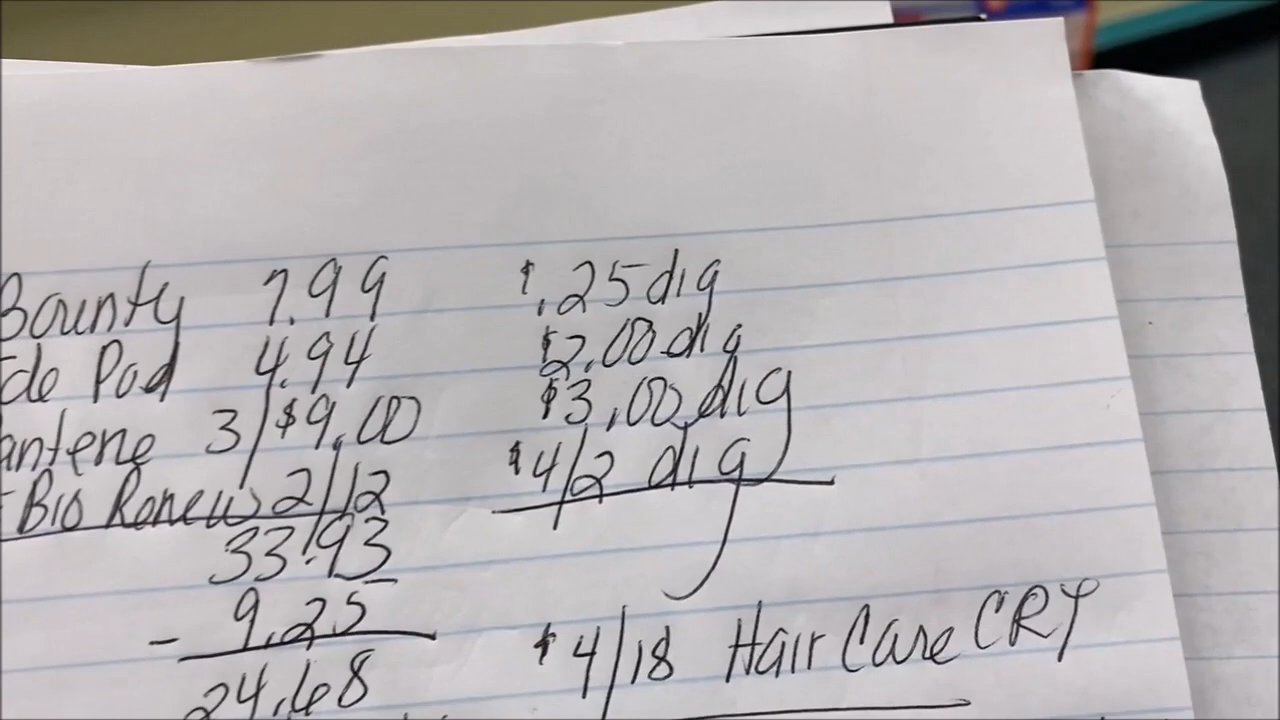 Bounty 7.99 $.25 dig
de Pod 4.94 $2.00 dig
antene 3/$9.00 $3.00 dig
Bio Renew 2/12 $4/2 dig
33.93
- 9.25
24.68 $4/18 Hair Care CRT